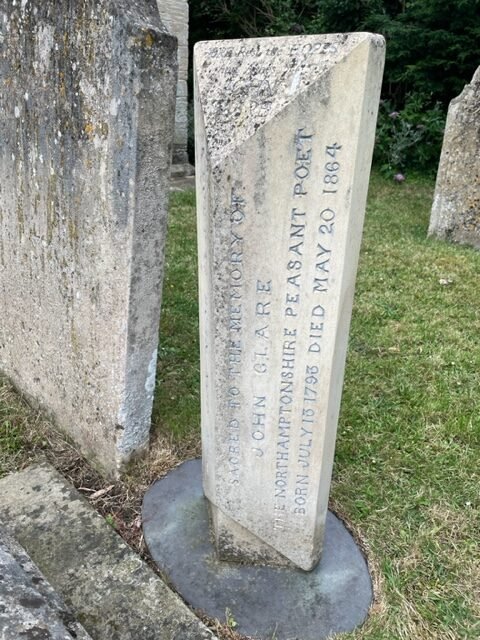 SACRED TO THE MEMORY OF
JOHN CLARE
THE NORTHAMPTONSHIRE PEASANT POET
BORN JULY 13 1793 DIED MAY 20 1864